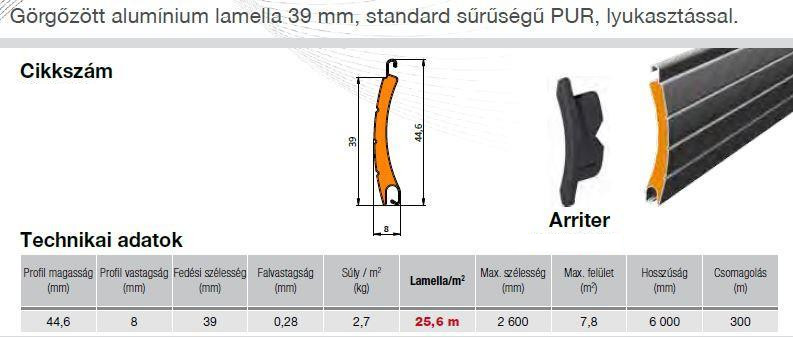 Görgőzött alumínium lamella 39 mm, standard sűrűségű PUR, lyukasztással.
Cikkszám
39
44,6
8
Arriter
Technikai adatok
Profil magasság (mm) Profil vastagság (mm) Fedési szélesség (mm) Falvastagság (mm) Súly / m² (kg) Lamella/m² Max. szélesség (mm) Max. felület (m²) Hosszúság (mm) Csomagolás (m)
44,6 8 39 0,28 2,7 25,6 m 2 600 7,8 6 000 300